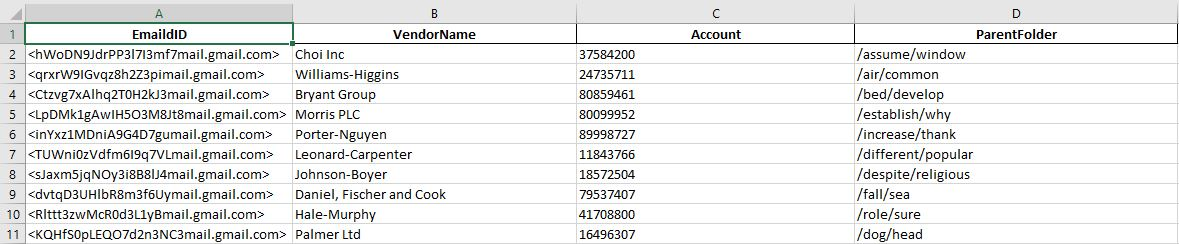 A B C D
1 EmaildID VendorName Account ParentFolder
2 <hWoDN9JdrPP3l7I3mf7mail.gmail.com> Choi Inc 37584200 /assume/window
3 <qrxrW9IGvqz8h2Z3pimail.gmail.com> Williams-Higgins 24735711 /air/common
4 <Ctzvg7xAlhq2T0H2kJ3mail.gmail.com> Bryant Group 80859461 /bed/develop
5 <LpDMk1gAwIH5O3M8Jt8mail.gmail.com> Morris PLC 80099952 /establish/why
6 <inYxz1MDniA9G4D7gumail.gmail.com> Porter-Nguyen 89998727 /increase/thank
7 <TUWni0zVdfm6I9q7VLmail.gmail.com> Leonard-Carpenter 11843766 /different/popular
8 <sJaxm5jqNOy3i8B8lJ4mail.gmail.com> Johnson-Boyer 18572504 /despite/religious
9 <dvtqD3UHlbR8m3f6Uymail.gmail.com> Daniel, Fischer and Cook 79537407 /fall/sea
10 <Rlttt3zwMcR0d3L1yBmail.gmail.com> Hale-Murphy 41708800 /role/sure
11 <KQHfS0pLEQO7d2n3NC3mail.gmail.com> Palmer Ltd 16496307 /dog/head